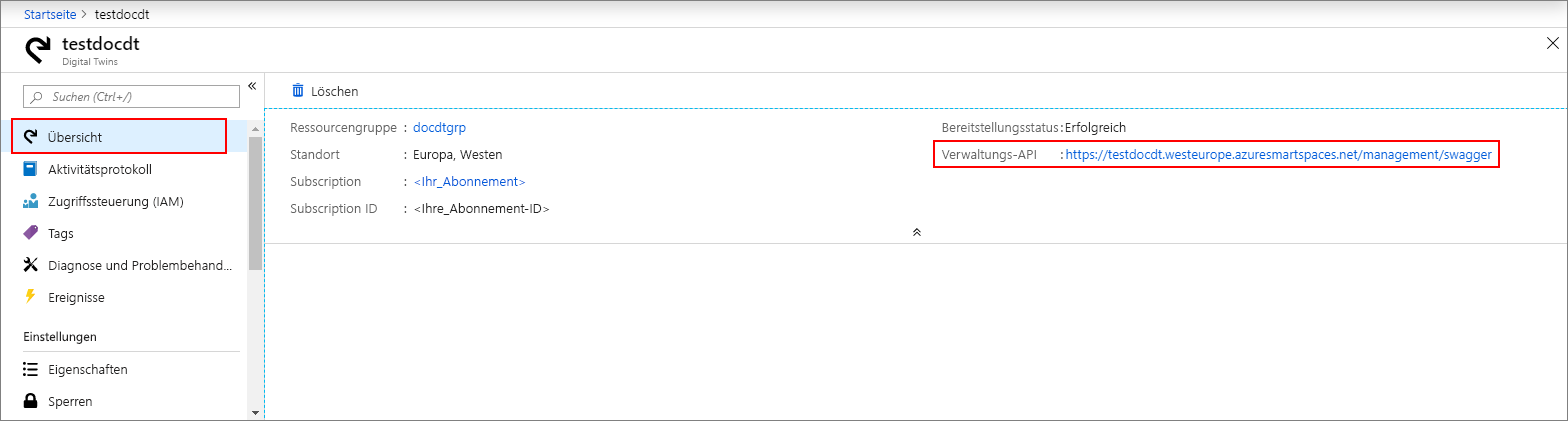 Startseite > testdocdt
testdocdt
Digital Twins
Suchen (Ctrl+/)
Übersicht
Aktivitätsprotokoll
Zugriffssteuerung (IAM)
Tags
Diagnose und Problembehand...
Ereignisse
Einstellungen
Eigenschaften
Sperren
Löschen
Ressourcengruppe : docdtgrp
Standort : Europa, Westen
Subscription : <Ihr_Abonnement>
Subscription ID : <Ihre_Abonnement-ID>
Bereitstellungsstatus : Erfolgreich
Verwaltungs-API : https://testdocdt.westeurope.azuresmartspaces.net/management/swagger